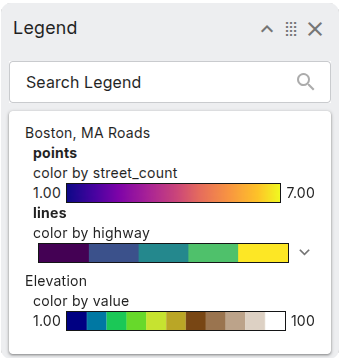 Legend
Search Legend
Boston, MA Roads
points
color by street_count
1.00 7.00
lines
color by highway
Elevation
color by value
1.00 100